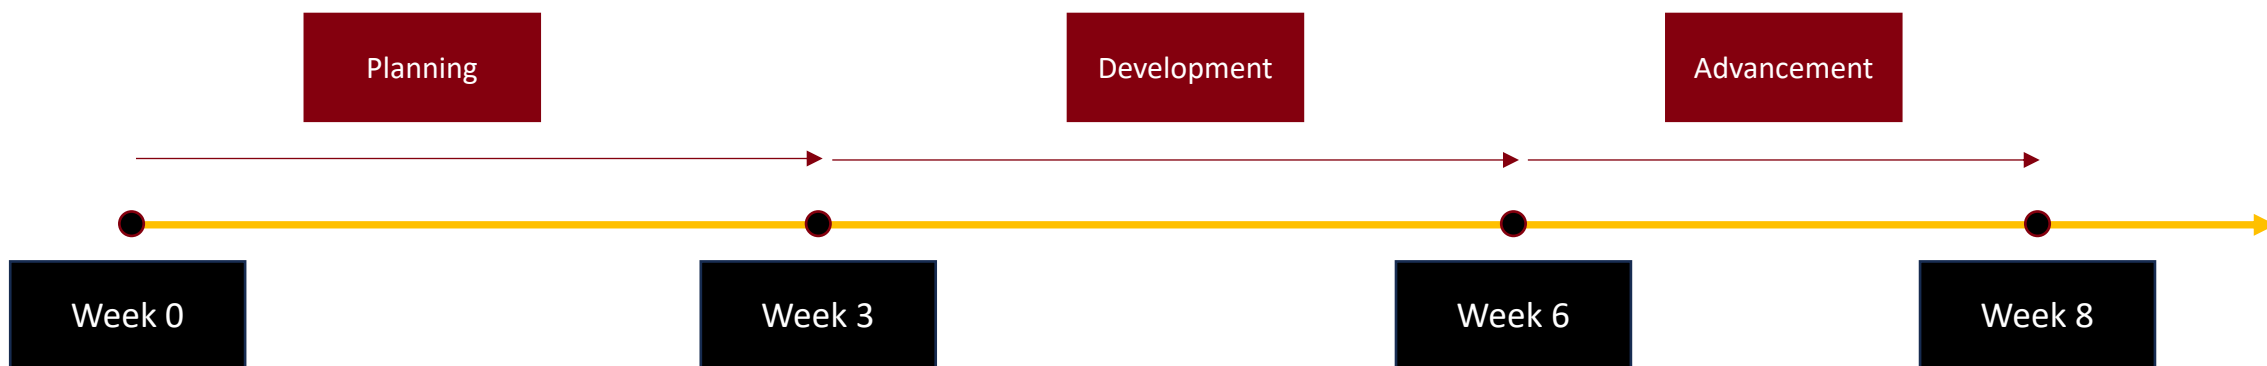 Planning
Development
Advancement
Week 0
Week 3
Week 6
Week 8